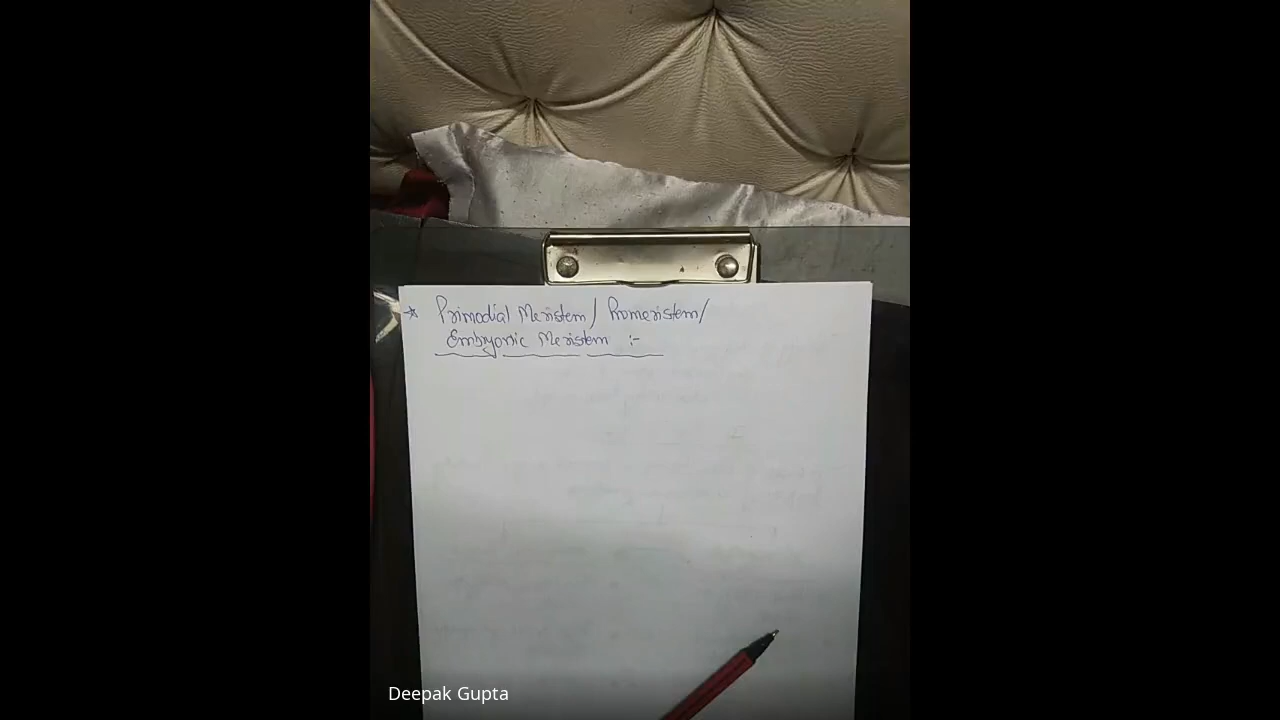 ☆ Primodial Meristem/ Promeristem/
Embryonic Meristem :-
Deepak Gupta